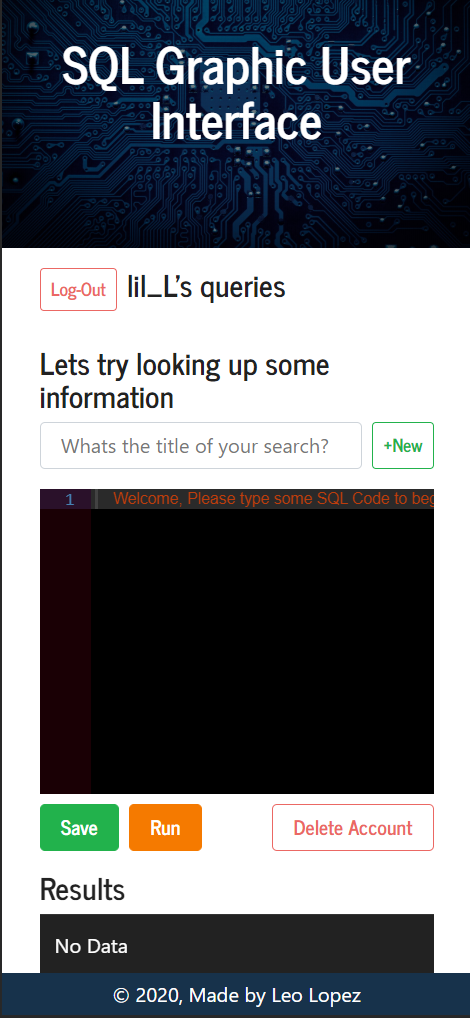 SQL Graphic User
Interface
Log-Out lil_L's queries
Lets try looking up some
information
Whats the title of your search? +New
1 Welcome, Please type some SQL Code to beg
Save Run Delete Account
Results
No Data
© 2020, Made by Leo Lopez